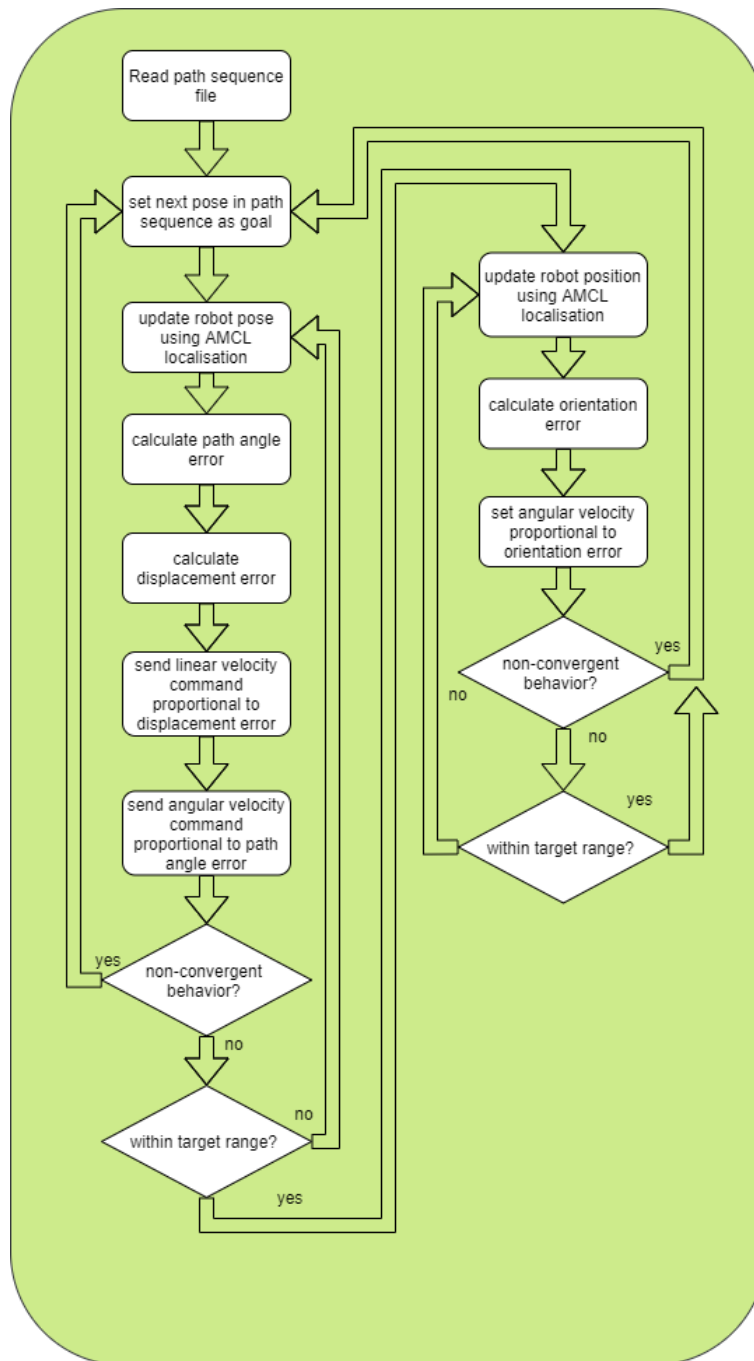 Read path sequence
file
set next pose in path
sequence as goal
update robot pose
using AMCL
localisation
calculate path angle
error
calculate
displacement error
send linear velocity
command
proportional to
displacement error
send angular velocity
command
proportional to path
angle error
yes
non-convergent
behavior?
no
no
within target range?
yes
update robot position
using AMCL
localisation
calculate orientation
error
set angular velocity
proportional to
orientation error
yes
non-convergent
behavior?
no
no
yes
within target range?